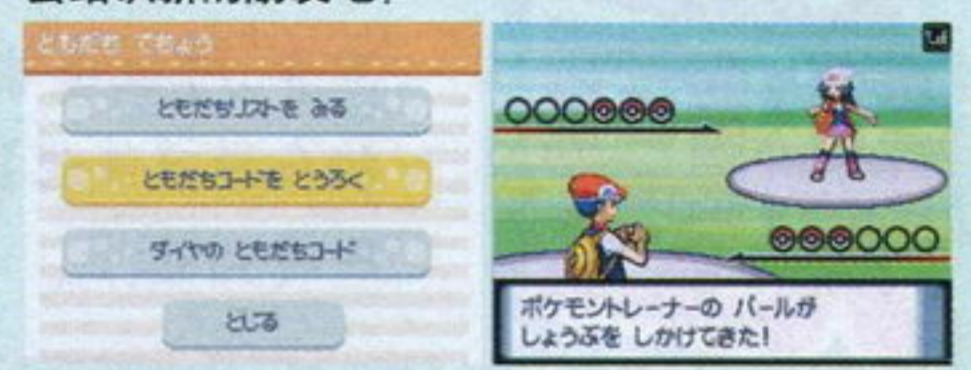 ともだち てちょう
ともだちリストを みる
ともだちコードを とうろく
ダイヤの ともだちコード
とじる
ポケモントレーナーの パールが
しょうぶを しかけてきた!